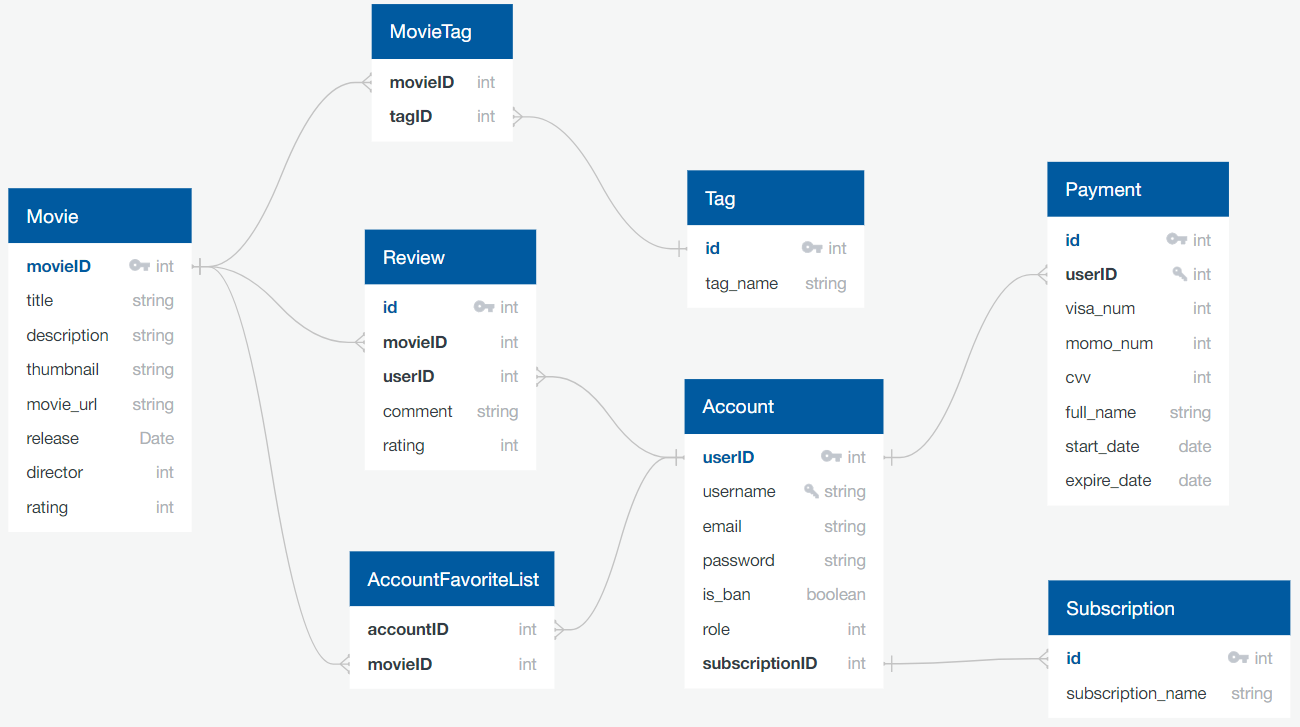 MovieTag
movieID int
tagID int
Movie
movieID int
title string
description string
thumbnail string
movie_url string
release Date
director int
rating int
Review
id int
movieID int
userID int
comment string
rating int
AccountFavoriteList
accountID int
movieID int
Tag
id int
tag_name string
Account
userID int
username string
email string
password string
is_ban boolean
role int
subscriptionID int
Payment
id int
userID int
visa_num int
momo_num int
cvv int
full_name string
start_date date
expire_date date
Subscription
id int
subscription_name string